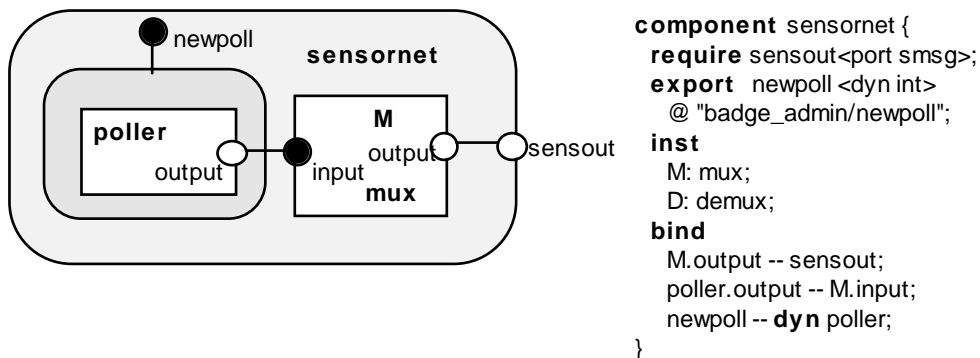 newpoll
sensornet
poller
output
M
output
input
mux
sensout
component sensornet {
require sensout<port smsg>;
export newpoll <dyn int>
@ "badge_admin/newpoll";
inst
M: mux;
D: demux;
bind
M.output -- sensout;
poller.output -- M.input;
newpoll -- dyn poller;
}